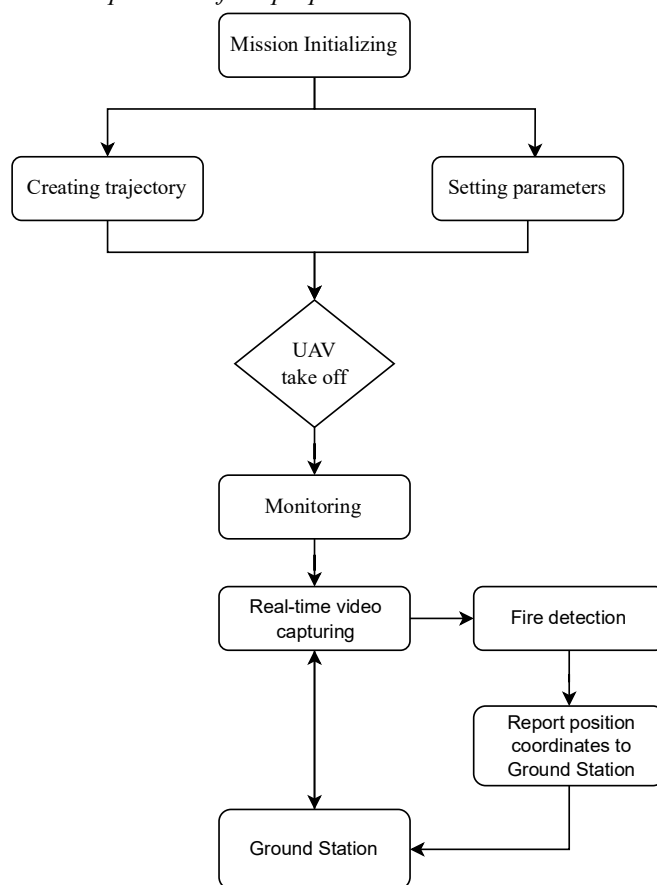 Mission Initializing
Creating trajectory
Setting parameters
UAV
take off
Monitoring
Real-time video
capturing
Fire detection
Report position
coordinates to
Ground Station
Ground Station